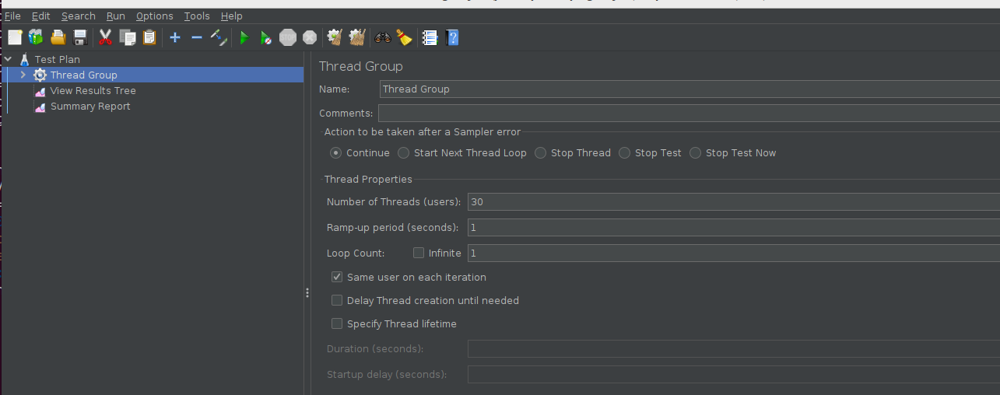 File Edit Search Run Options Tools Help
STOP
Test Plan
Thread Group
View Results Tree
Summary Report
Thread Group
Name: Thread Group
Comments:
Action to be taken after a Sampler error
Continue Start Next Thread Loop Stop Thread Stop Test Stop Test Now
Thread Properties
Number of Threads (users): 30
Ramp-up period (seconds): 1
Loop Count: Infinite 1
Same user on each iteration
Delay Thread creation until needed
Specify Thread lifetime
Duration (seconds):
Startup delay (seconds):